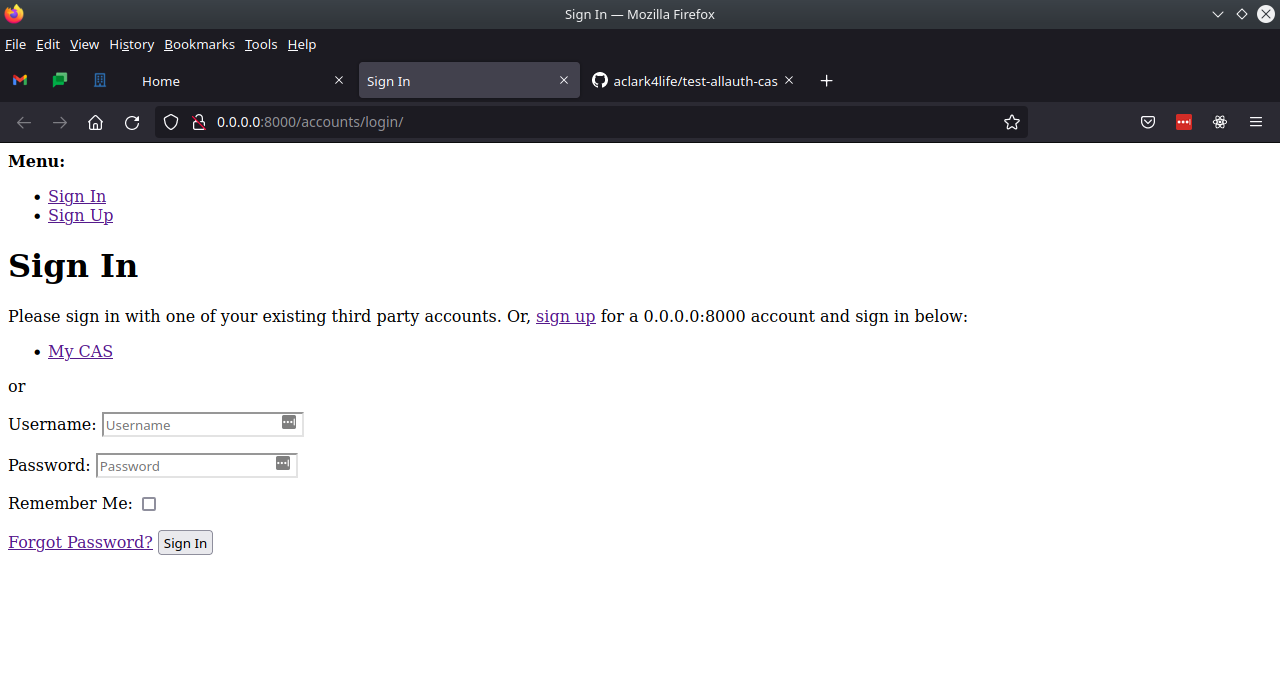 Sign In — Mozilla Firefox
File Edit View History Bookmarks Tools Help
Home Sign In aclark4life/test-allauth-cas
0.0.0.0:8000/accounts/login/
Menu:
Sign In
Sign Up
Sign In
Please sign in with one of your existing third party accounts. Or, sign up for a 0.0.0.0:8000 account and sign in below:
My CAS
or
Username: Username
Password: Password
Remember Me:
Forgot Password? Sign In